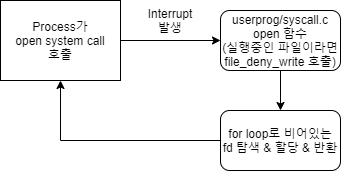 Process가
open system call
호출
Interrupt
발생
userprog/syscall.c
open 함수
(실행중인 파일이라면
file_deny_write 호출)
for loop로 비어있는
fd 탐색 & 할당 & 반환